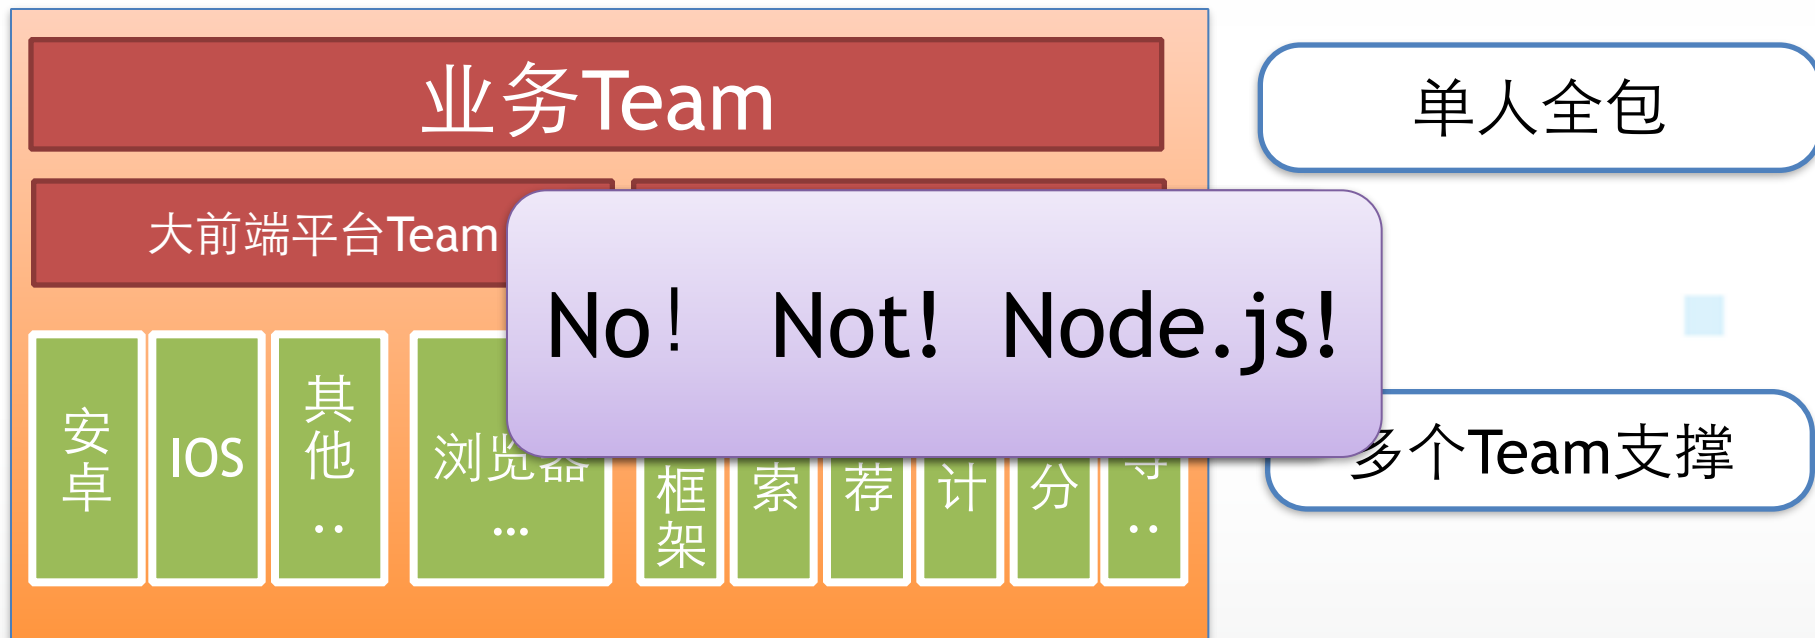 业务Team
单人全包
大前端平台Team
No! Not! Node.js!
多个Team支撑
安卓
IOS
其他..
浏览器...
框架
索
荐
计
分
..